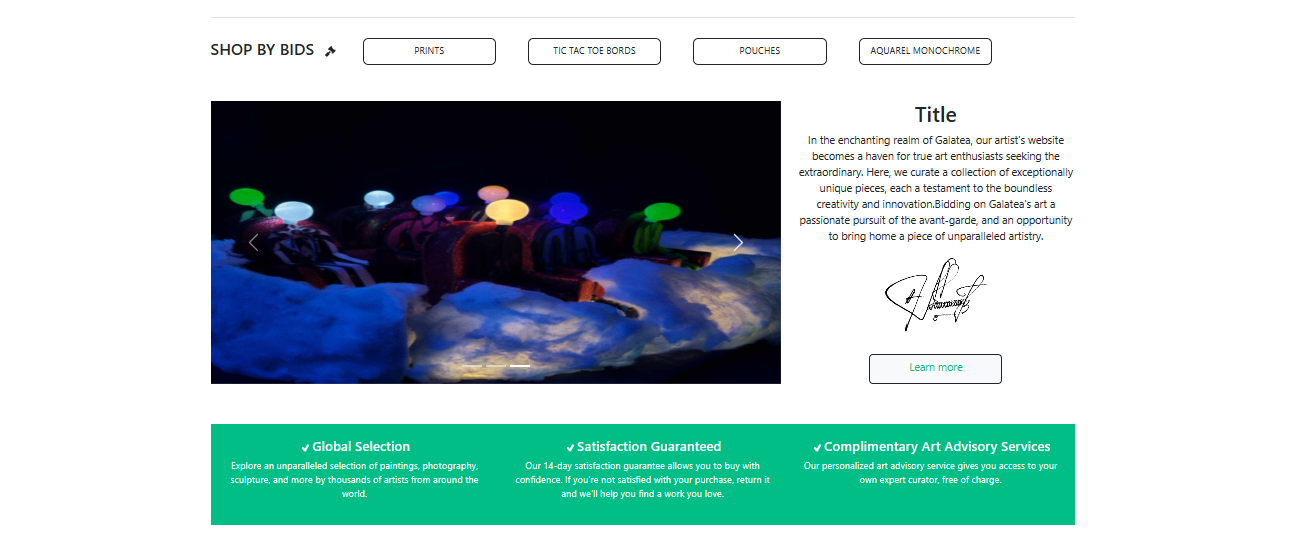 SHOP BY BIDS
PRINTS
TIC TAC TOE BORDS
POUCHES
AQUAREL MONOCHROME
Title
In the enchanting realm of Galatea, our artist's website
becomes a haven for true art enthusiasts seeking the
extraordinary. Here, we curate a collection of exceptionally
unique pieces, each a testament to the boundless
creativity and innovation.Bidding on Galatea's art a
passionate pursuit of the avant-garde, and an opportunity
to bring home a piece of unparalleled artistry.
Learn more
Global Selection
Explore an unparalleled selection of paintings, photography,
sculpture, and more by thousands of artists from around the
world.
Satisfaction Guaranteed
Our 14-day satisfaction guarantee allows you to buy with
confidence. If you're not satisfied with your purchase, return it
and we'll help you find a work you love.
Complimentary Art Advisory Services
Our personalized art advisory service gives you access to your
own expert curator, free of charge.